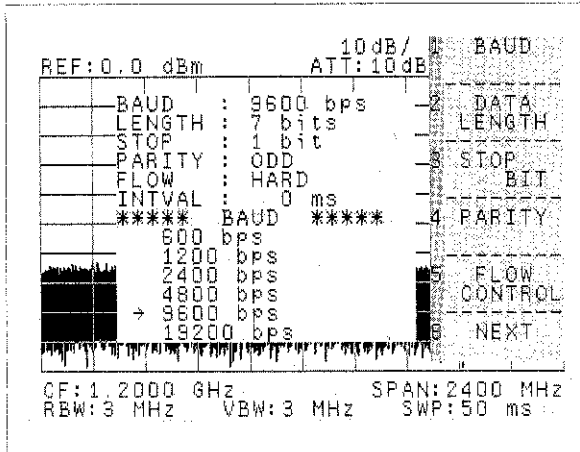 10dB/
REF:0.0 dBm ATT:10dB
BAUD : 9600 bps
LENGTH : 7 bits
STOP : 1 bit
PARITY : ODD
FLOW : HARD
INTVAL : 0 ms
***** BAUD *****
600 bps
1200 bps
2400 bps
4800 bps
→ 9600 bps
19200 bps
1 BAUD
2 DATA
LENGTH
3 STOP
BIT
4 PARITY
5 FLOW
CONTROL
6 NEXT
CF:1.2000 GHz SPAN:2400 MHz
RBW:3 MHz VBW:3 MHz SWP:50 ms